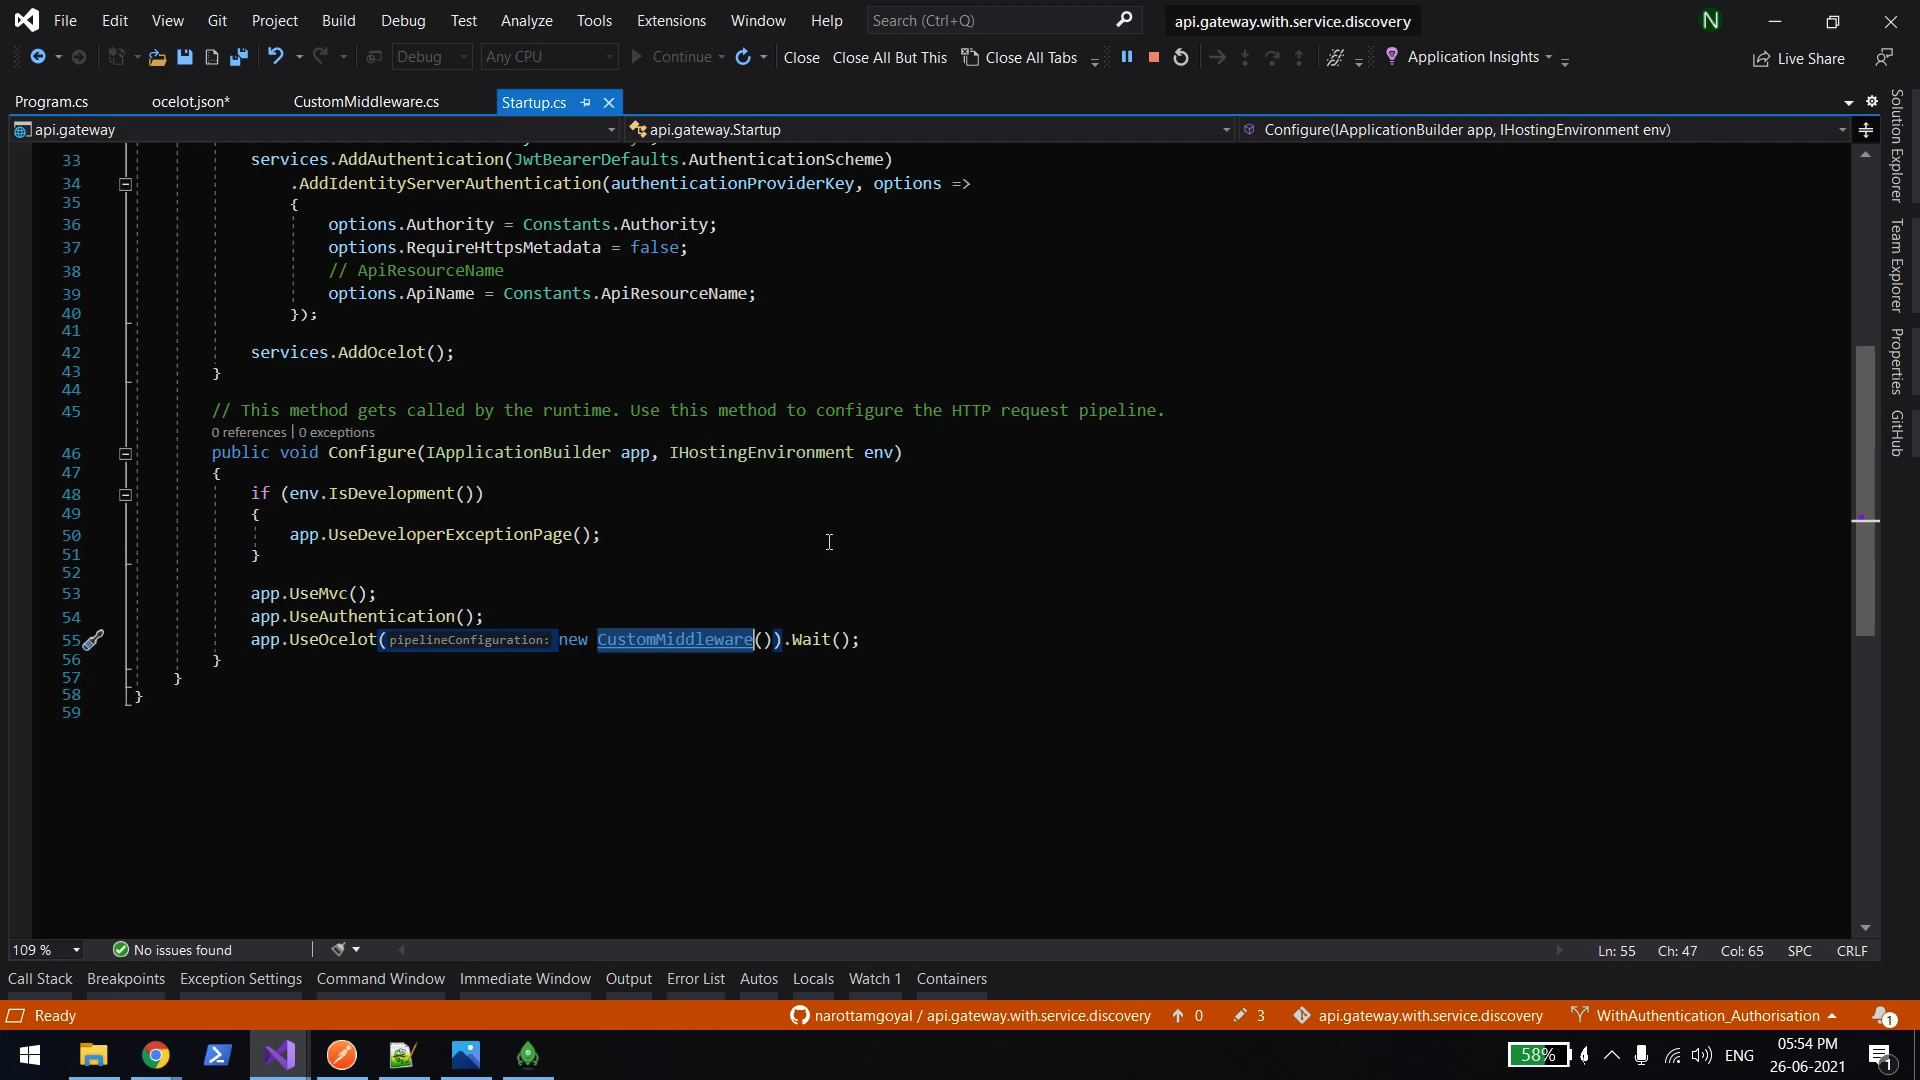 File Edit View Git Project Build Debug Test Analyze Tools Extensions Window Help Search (Ctrl+Q) api.gateway.with.service.discovery N
Debug Any CPU Continue Close Close All But This Close All Tabs Application Insights Live Share
Program.cs ocelot.json* CustomMiddleware.cs Startup.cs
api.gateway api.gateway.Startup Configure(IApplicationBuilder app, IHostingEnvironment env)
33 services.AddAuthentication(JwtBearerDefaults.AuthenticationScheme)
34 .AddIdentityServerAuthentication(authenticationProviderKey, options =>
35 {
36 options.Authority = Constants.Authority;
37 options.RequireHttpsMetadata = false;
38 // ApiResourceName
39 options.ApiName = Constants.ApiResourceName;
40 });
41
42 services.AddOcelot();
43 }
44
45 // This method gets called by the runtime. Use this method to configure the HTTP request pipeline.
0 references | 0 exceptions
46 public void Configure(IApplicationBuilder app, IHostingEnvironment env)
47 {
48 if (env.IsDevelopment())
49 {
50 app.UseDeveloperExceptionPage();
51 }
52
53 app.UseMvc();
54 app.UseAuthentication();
55 app.UseOcelot(pipelineConfiguration: new CustomMiddleware()).Wait();
56 }
57 }
58 }
59
Solution Explorer
Team Explorer
Properties
GitHub
109 % No issues found Ln: 55 Ch: 47 Col: 65 SPC CRLF
Call Stack Breakpoints Exception Settings Command Window Immediate Window Output Error List Autos Locals Watch 1 Containers
Ready narottamgoyal / api.gateway.with.service.discovery 0 3 api.gateway.with.service.discovery WithAuthentication_Authorisation 1
58% ENG 05:54 PM
26-06-2021 1